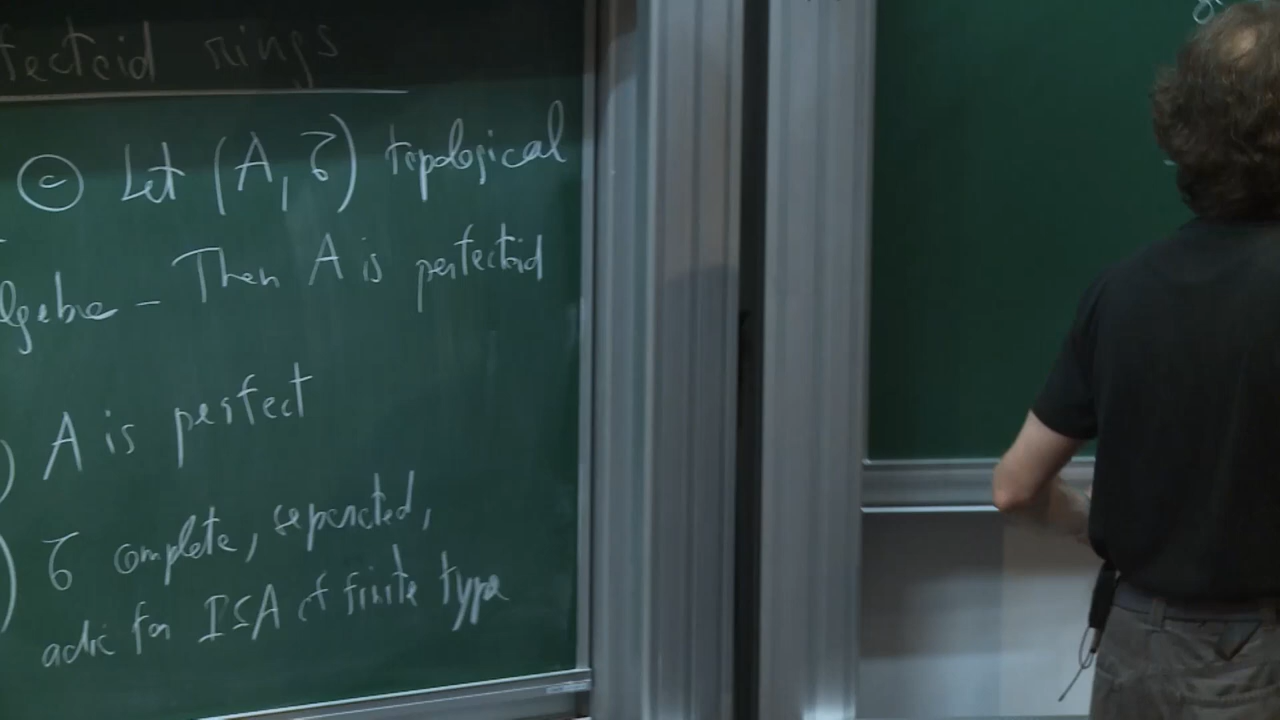 fectoid rings
ⓒ Let (A, 𝒯) topological
lgebra - Then A is perfectoid
) A is perfect
) 𝒯 complete, separated,
adic for I⊆A of finite type